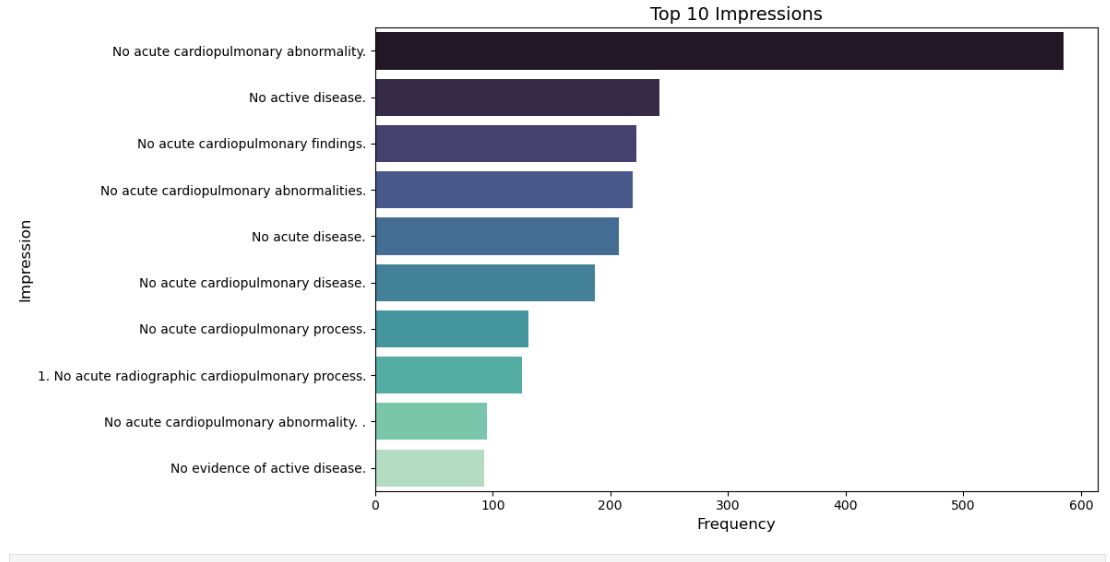 Top 10 Impressions
No acute cardiopulmonary abnormality.
No active disease.
No acute cardiopulmonary findings.
No acute cardiopulmonary abnormalities.
No acute disease.
No acute cardiopulmonary disease.
No acute cardiopulmonary process.
1. No acute radiographic cardiopulmonary process.
No acute cardiopulmonary abnormality. .
No evidence of active disease.
Impression
0 100 200 300 400 500 600
Frequency